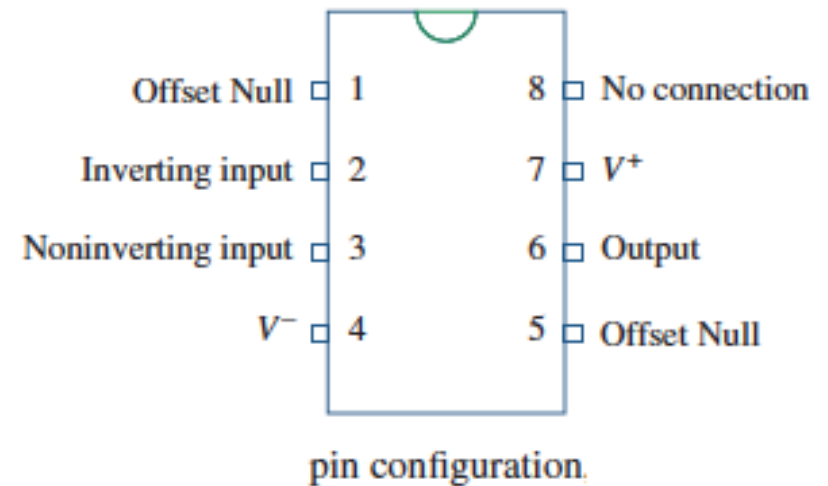 Offset Null 1 8 No connection
Inverting input 2 7 V⁺
Noninverting input 3 6 Output
V⁻ 4 5 Offset Null
pin configuration.